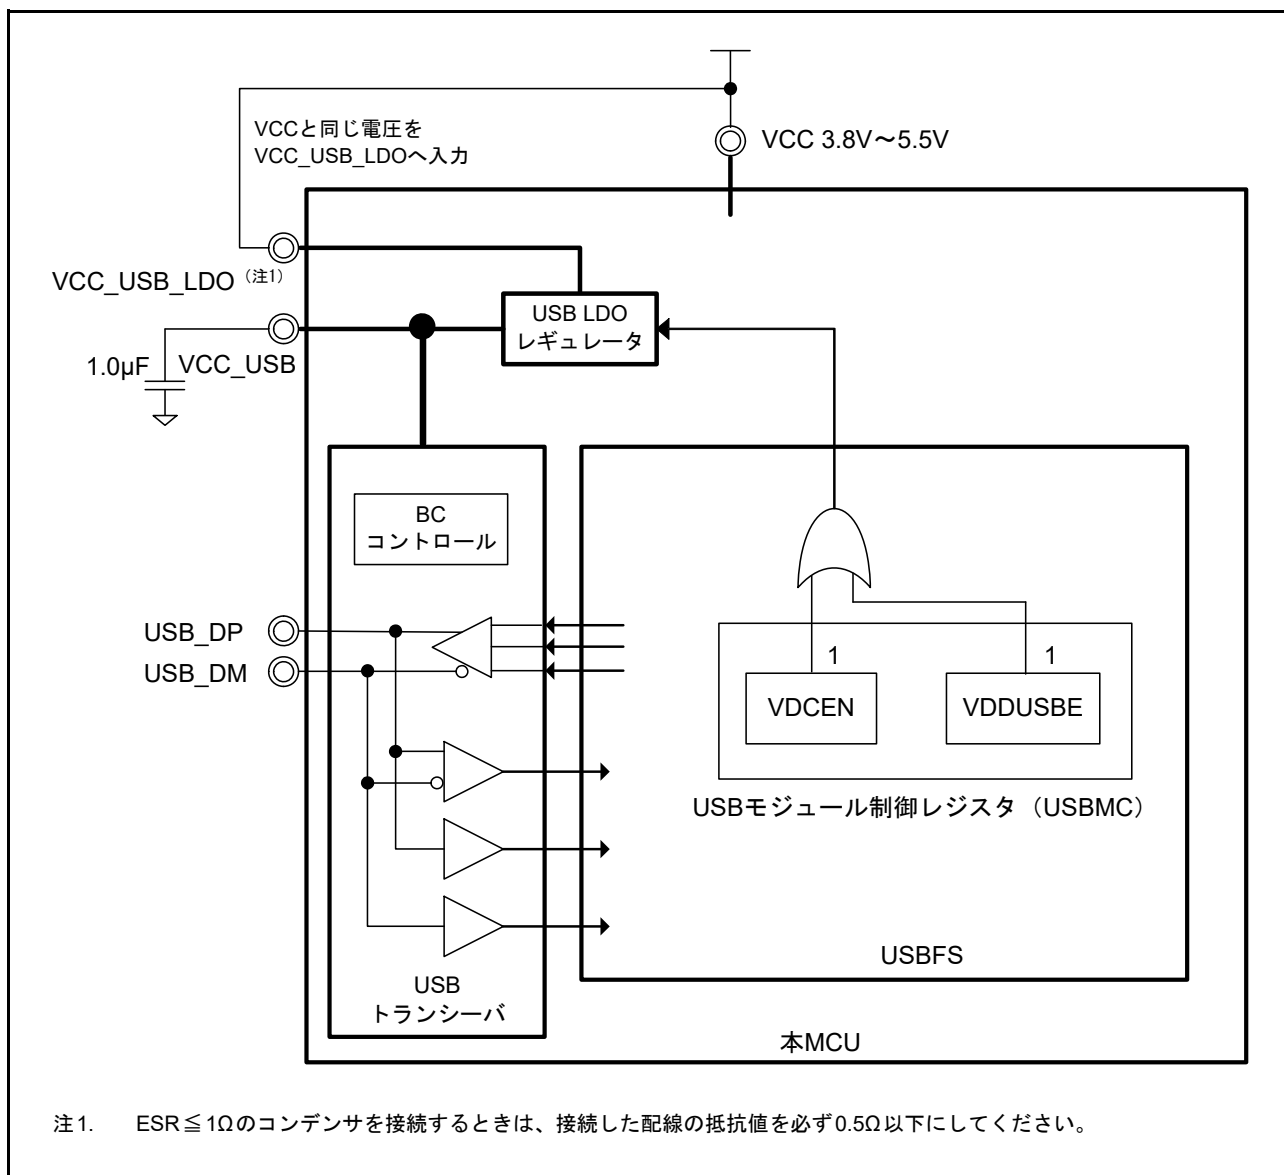 VCCと同じ電圧を
VCC_USB_LDOへ入力
VCC 3.8V～5.5V
VCC_USB_LDO（注1）
USB LDO
レギュレータ
1.0µF
VCC_USB
BC
コントロール
USB_DP
USB_DM
1
1
VDCEN
VDDUSBE
USBモジュール制御レジスタ（USBMC）
USBFS
USB
トランシーバ
本MCU
注1. ESR≦1Ωのコンデンサを接続するときは、接続した配線の抵抗値を必ず0.5Ω以下にしてください。